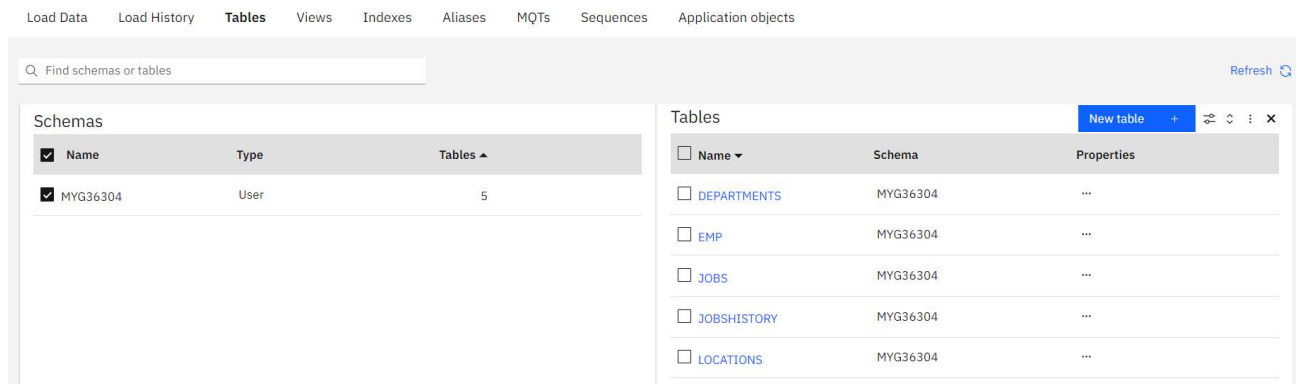 Load Data Load History Tables Views Indexes Aliases MQTs Sequences Application objects
Find schemas or tables
Refresh
Schemas
Name Type Tables
MYG36304 User 5
Tables
New table +
Name Schema Properties
DEPARTMENTS MYG36304 ...
EMP MYG36304 ...
JOBS MYG36304 ...
JOBSHISTORY MYG36304 ...
LOCATIONS MYG36304 ...